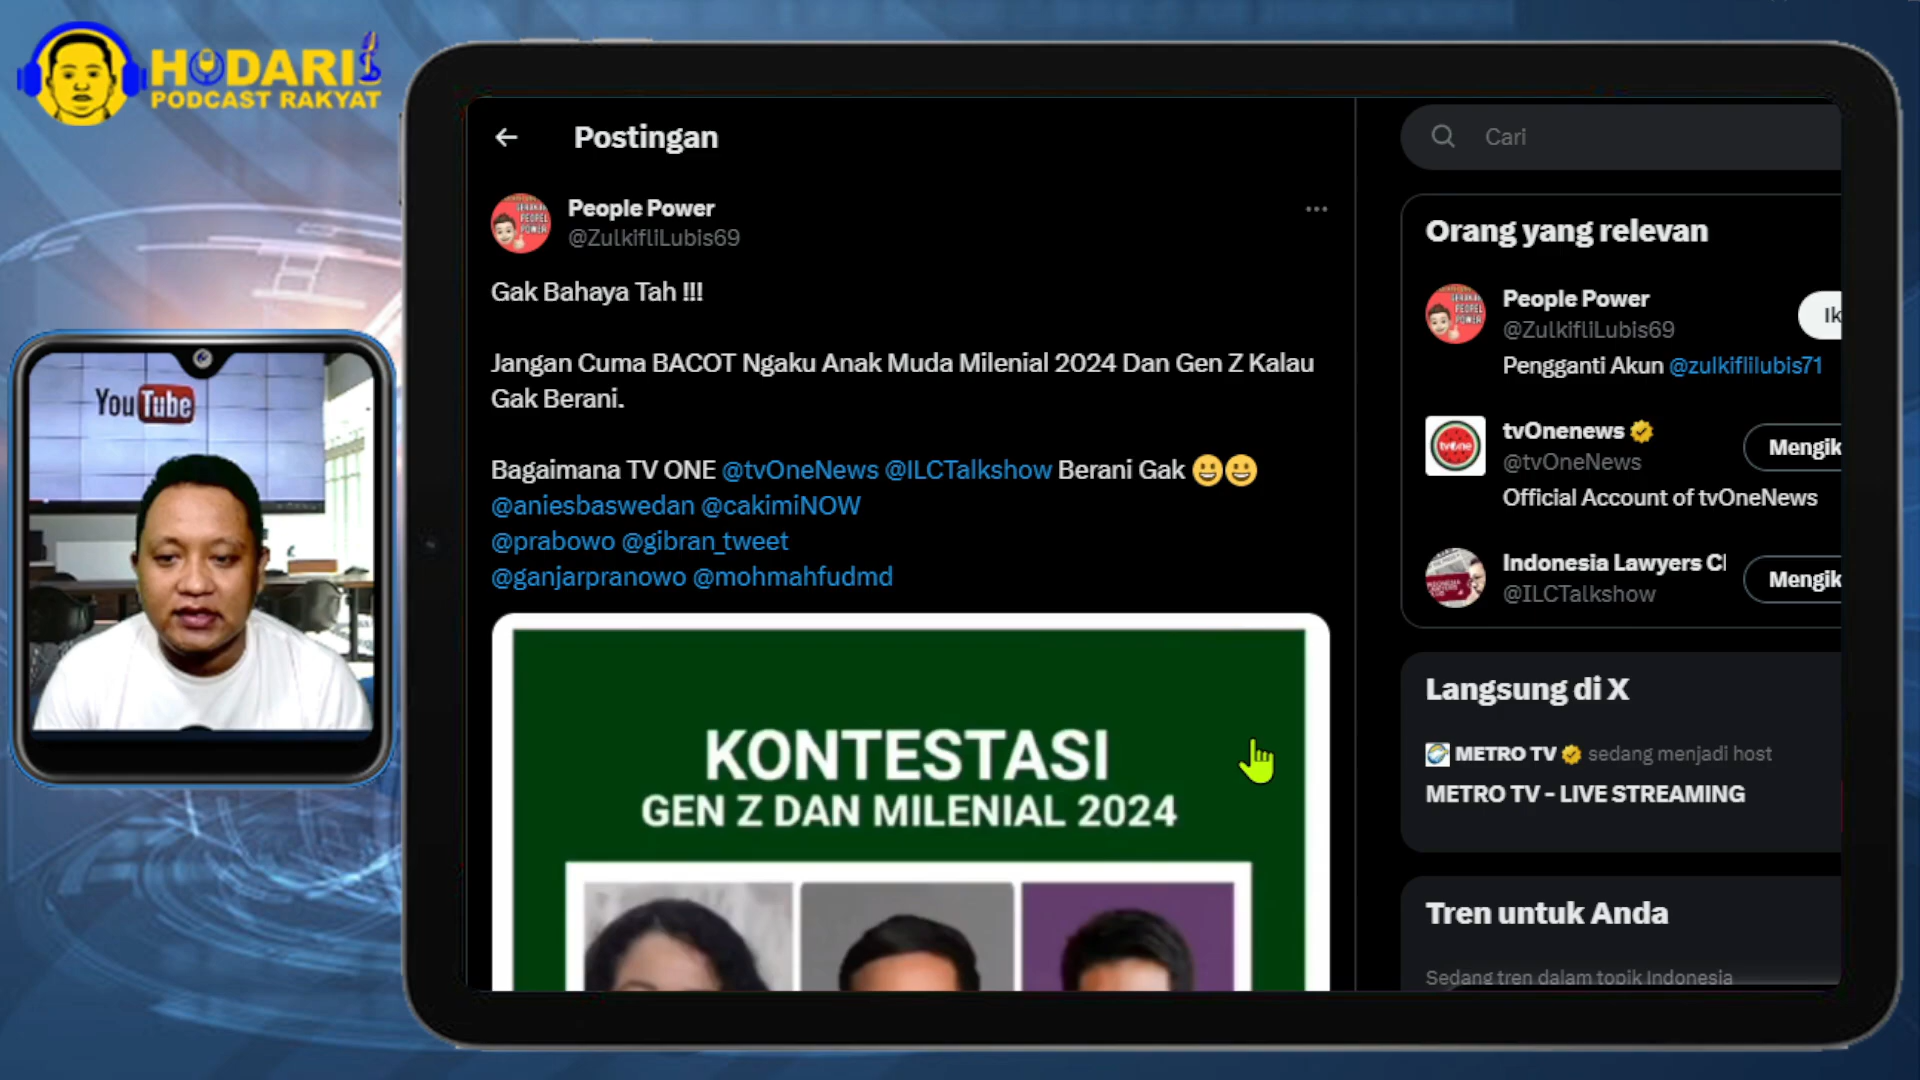 HODARI
PODCAST RAKYAT
YouTube
Postingan
People Power
@ZulkifliLubis69
Gak Bahaya Tah !!!
Jangan Cuma BACOT Ngaku Anak Muda Milenial 2024 Dan Gen Z Kalau
Gak Berani.
Bagaimana TV ONE @tvOneNews @ILCTalkshow Berani Gak 😀😀
@aniesbaswedan @cakimiNOW
@prabowo @gibran_tweet
@ganjarpranowo @mohmahfudmd
KONTESTASI
GEN Z DAN MILENIAL 2024
Cari
Orang yang relevan
People Power
@ZulkifliLubis69
Ik
Pengganti Akun @zulkiflilubis71
tvOnenews
@tvOneNews
Mengik
Official Account of tvOneNews
Indonesia Lawyers Cl
@ILCTalkshow
Mengik
Langsung di X
METRO TV sedang menjadi host
METRO TV - LIVE STREAMING
Tren untuk Anda
Sedang tren dalam topik Indonesia